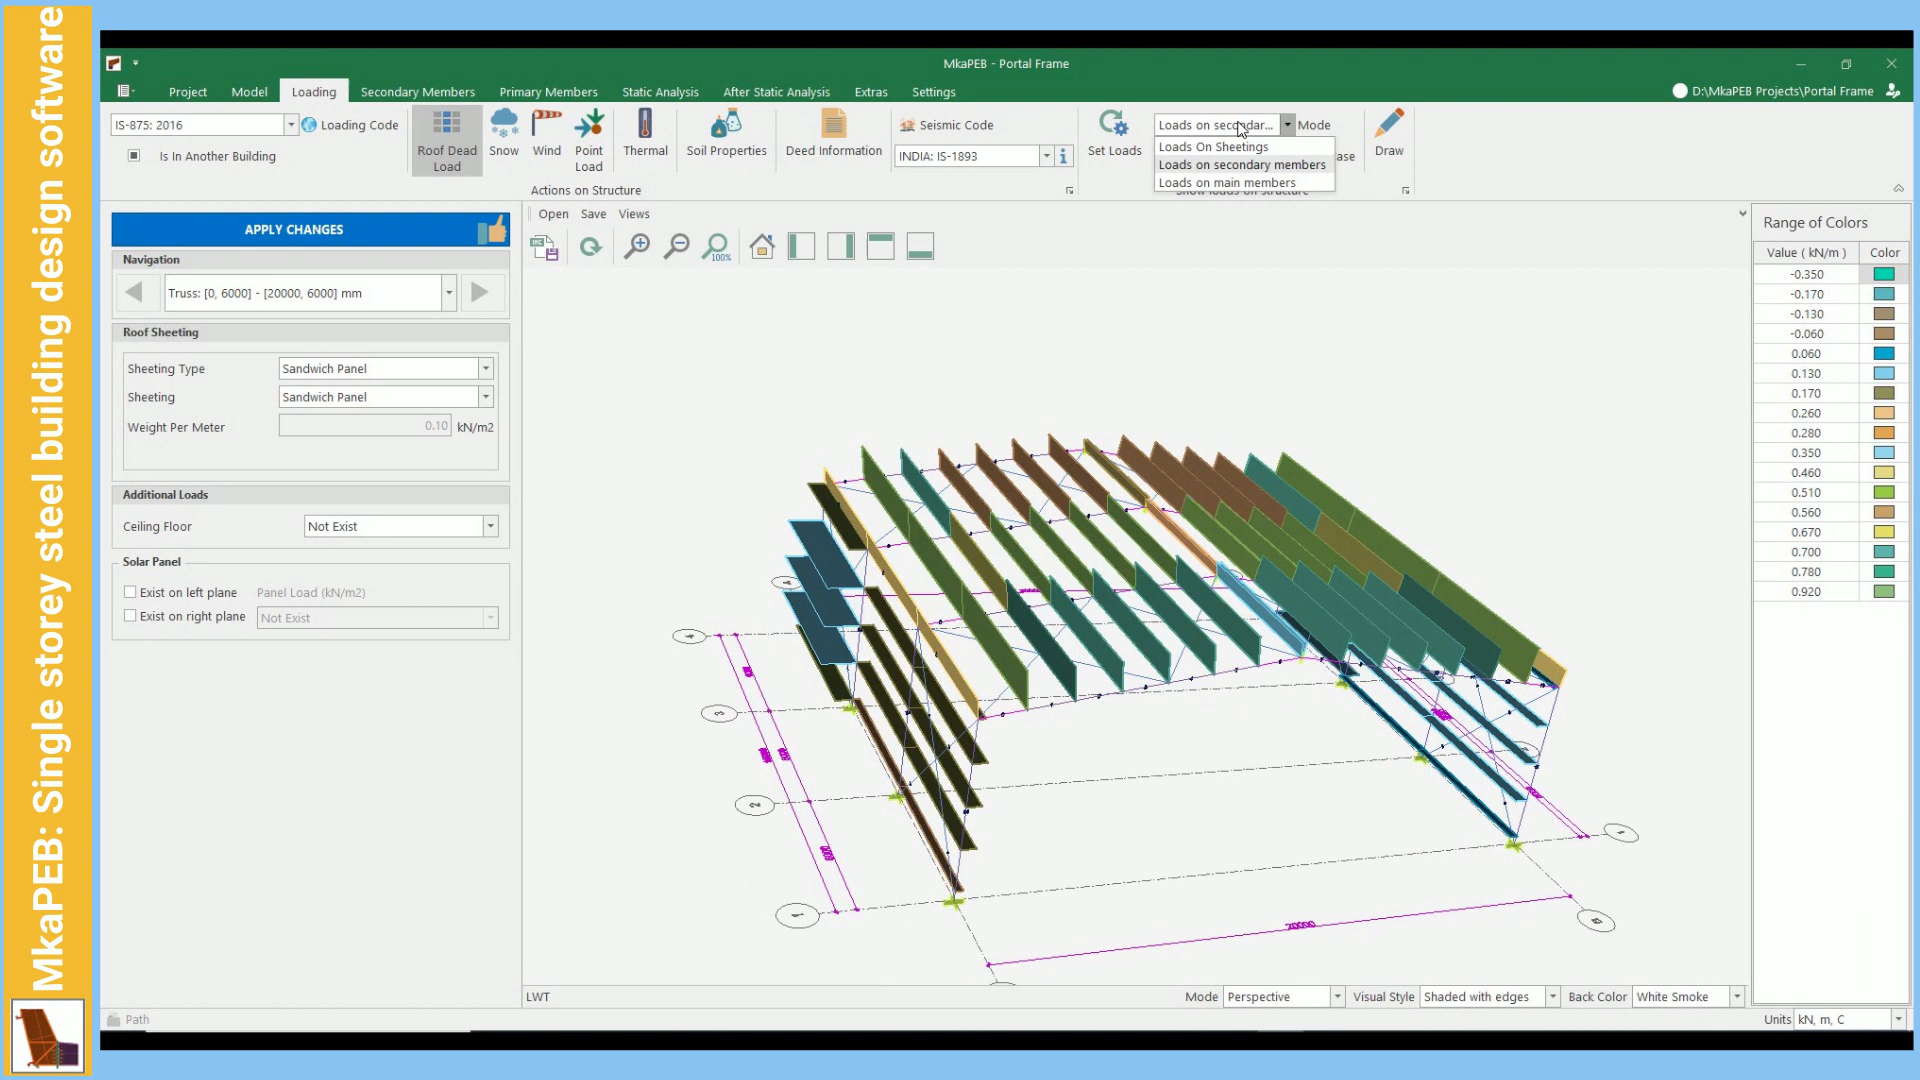 MkaPEB: Single storey steel building design software
MkaPEB - Portal Frame
Project Model Loading Secondary Members Primary Members Static Analysis After Static Analysis Extras Settings
D:\MkaPEB Projects\Portal Frame
IS-875: 2016
Loading Code
Is In Another Building
Roof Dead Load
Snow
Wind
Point Load
Thermal
Soil Properties
Deed Information
Actions on Structure
Seismic Code
INDIA: IS-1893
Set Loads
Loads on secondar...
Mode
Loads On Sheetings
Loads on secondary members
Loads on main members
ase
Draw
APPLY CHANGES
Navigation
Truss: [0, 6000] - [20000, 6000] mm
Roof Sheeting
Sheeting Type Sandwich Panel
Sheeting Sandwich Panel
Weight Per Meter 0.10 kN/m2
Additional Loads
Ceiling Floor Not Exist
Solar Panel
Exist on left plane Panel Load (kN/m2)
Exist on right plane Not Exist
Open Save Views
100%
20000
LWT
Mode Perspective
Visual Style Shaded with edges
Back Color White Smoke
Range of Colors
Value ( kN/m ) Color
-0.350
-0.170
-0.130
-0.060
0.060
0.130
0.170
0.260
0.280
0.350
0.460
0.510
0.560
0.670
0.700
0.780
0.920
Path
Units kN, m, C